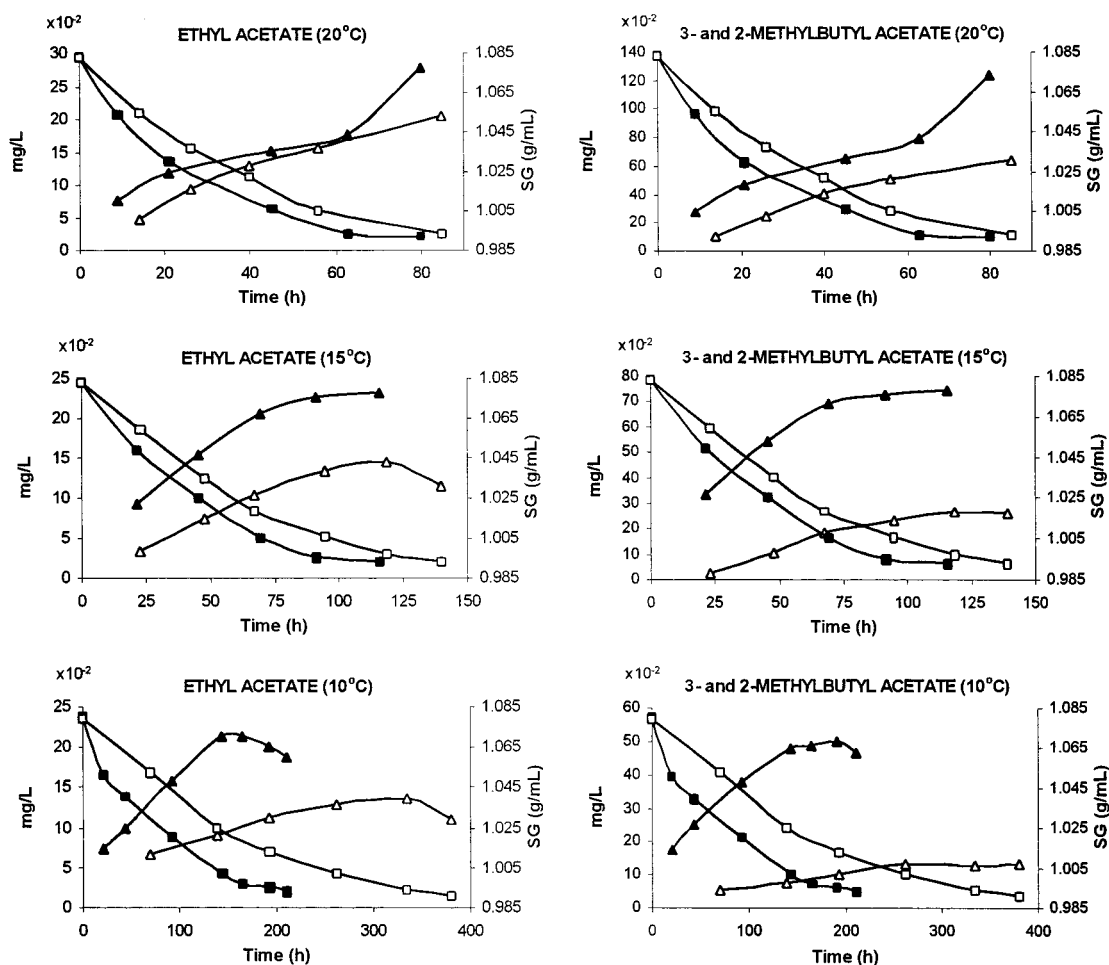 x10-2
ETHYL ACETATE (20°C)
30
25
20
15
10
5
0
mg/L
1.085
1.065
1.045
1.025
1.005
0.985
SG (g/mL)
0 20 40 60 80
Time (h)
x10-2
3- and 2-METHYLBUTYL ACETATE (20°C)
140
120
100
80
60
40
20
0
mg/L
1.085
1.065
1.045
1.025
1.005
0.985
SG (g/mL)
0 20 40 60 80
Time (h)
x10-2
ETHYL ACETATE (15°C)
25
20
15
10
5
0
mg/L
1.085
1.065
1.045
1.025
1.005
0.985
SG (g/mL)
0 25 50 75 100 125 150
Time (h)
x10-2
3- and 2-METHYLBUTYL ACETATE (15°C)
80
70
60
50
40
30
20
10
0
mg/L
1.085
1.065
1.045
1.025
1.005
0.985
SG (g/mL)
0 25 50 75 100 125 150
Time (h)
x10-2
ETHYL ACETATE (10°C)
25
20
15
10
5
0
mg/L
1.085
1.065
1.045
1.025
1.005
0.985
SG (g/mL)
0 100 200 300 400
Time (h)
x10-2
3- and 2-METHYLBUTYL ACETATE (10°C)
60
50
40
30
20
10
0
mg/L
1.085
1.065
1.045
1.025
1.005
0.985
SG (g/mL)
0 100 200 300 400
Time (h)